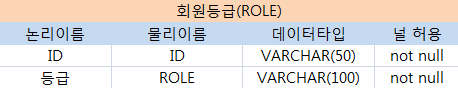 회원등급(ROLE)
논리이름 물리이름 데이터타입 널 허용
ID ID VARCHAR(50) not null
등급 ROLE VARCHAR(100) not null